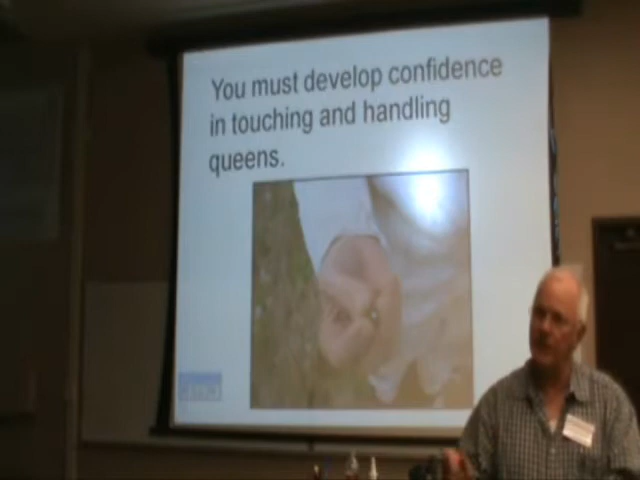 You must develop confidence
in touching and handling
queens.